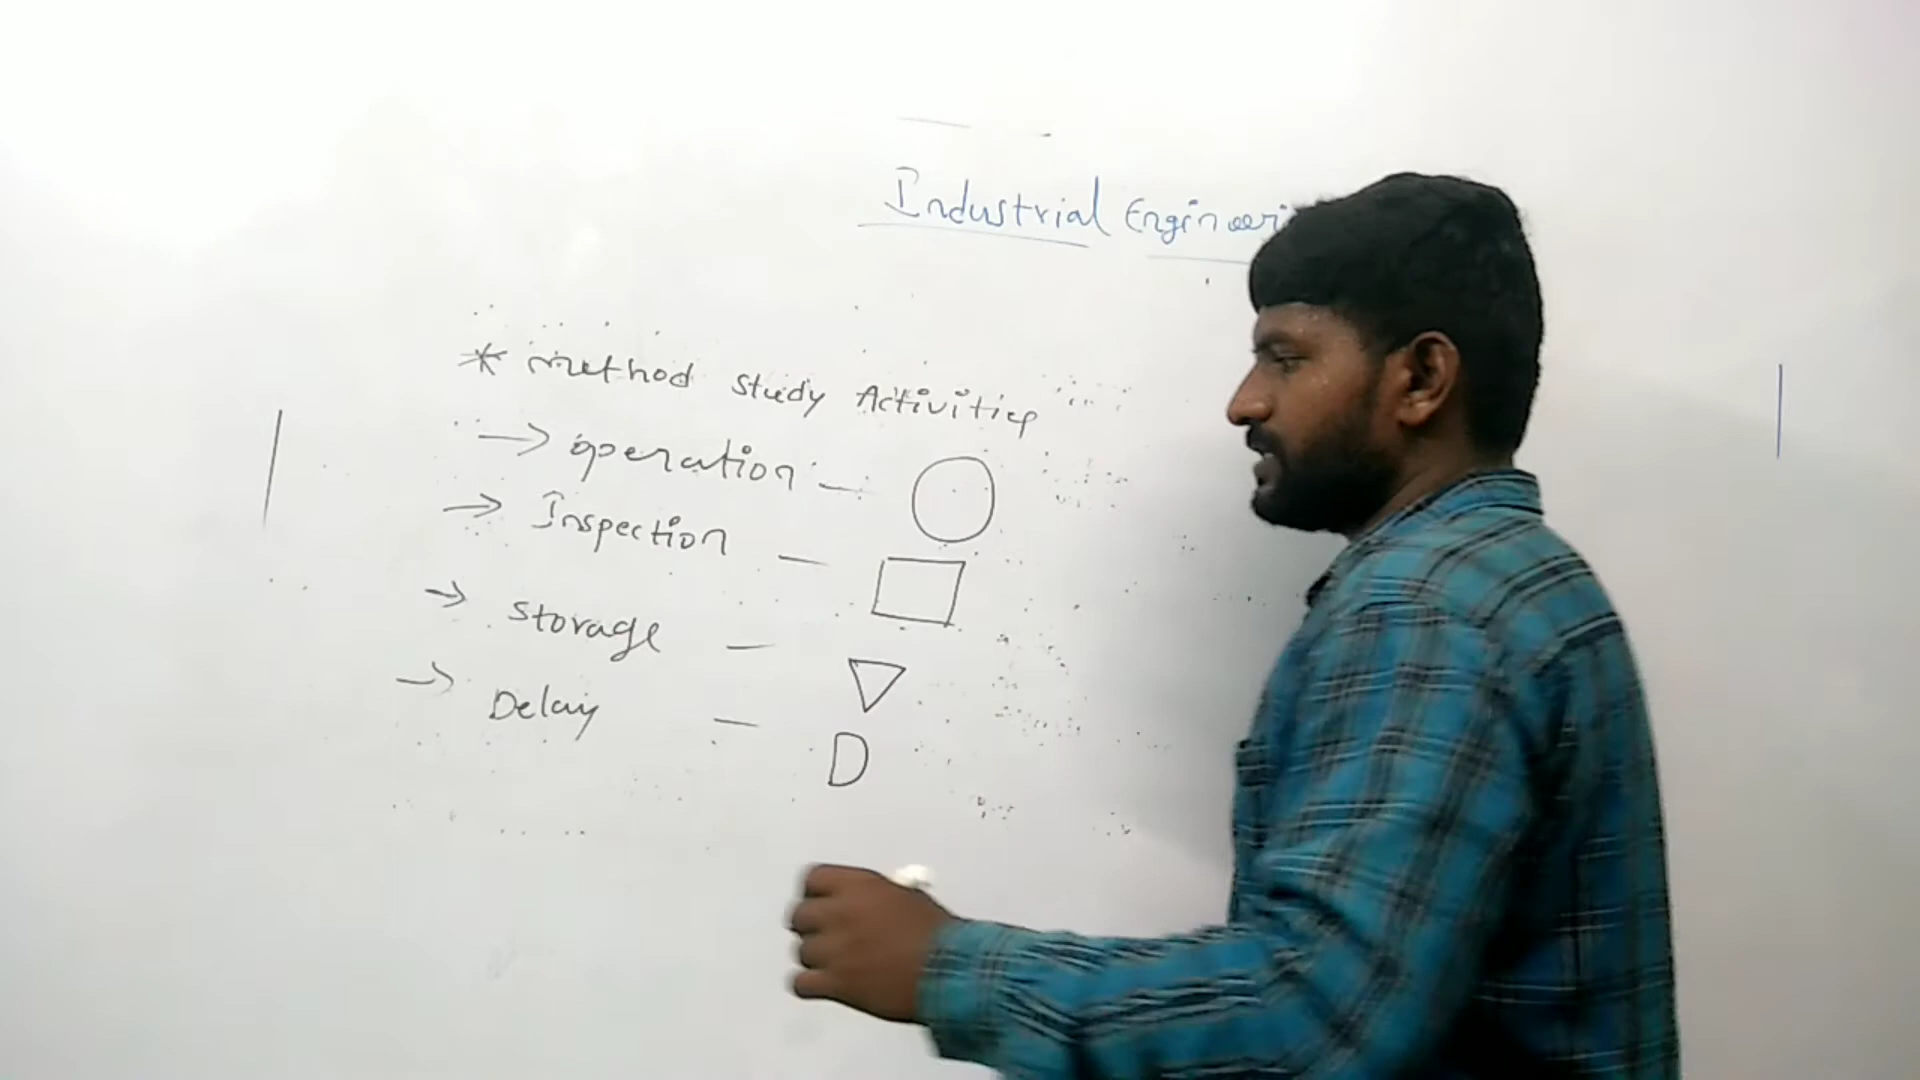 Industrial Engineeri
* method study Activities
→ operation —
→ Inspection —
→ storage —
→ Delay — D